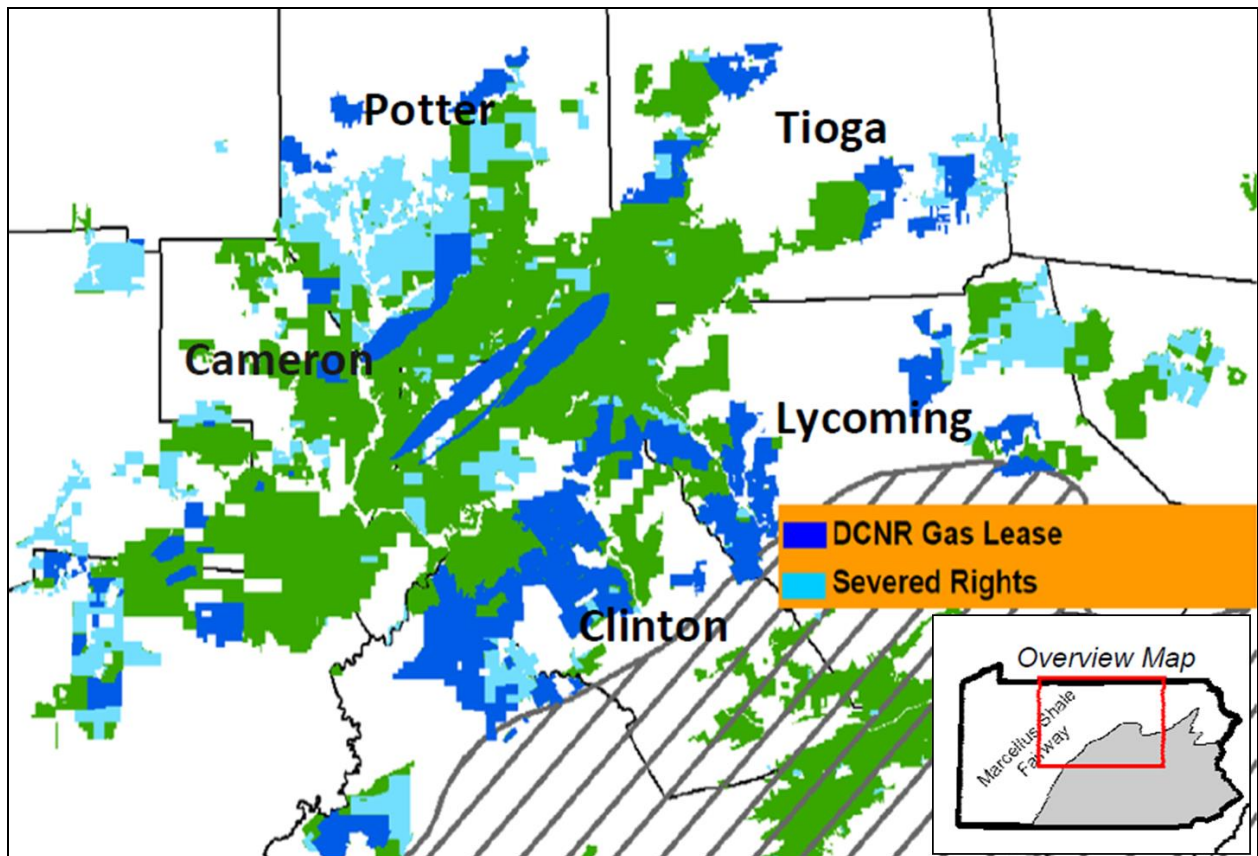 Potter
Tioga
Cameron
Lycoming
DCNR Gas Lease
Severed Rights
Clinton
Overview Map
Marcellus Shale
Fairway